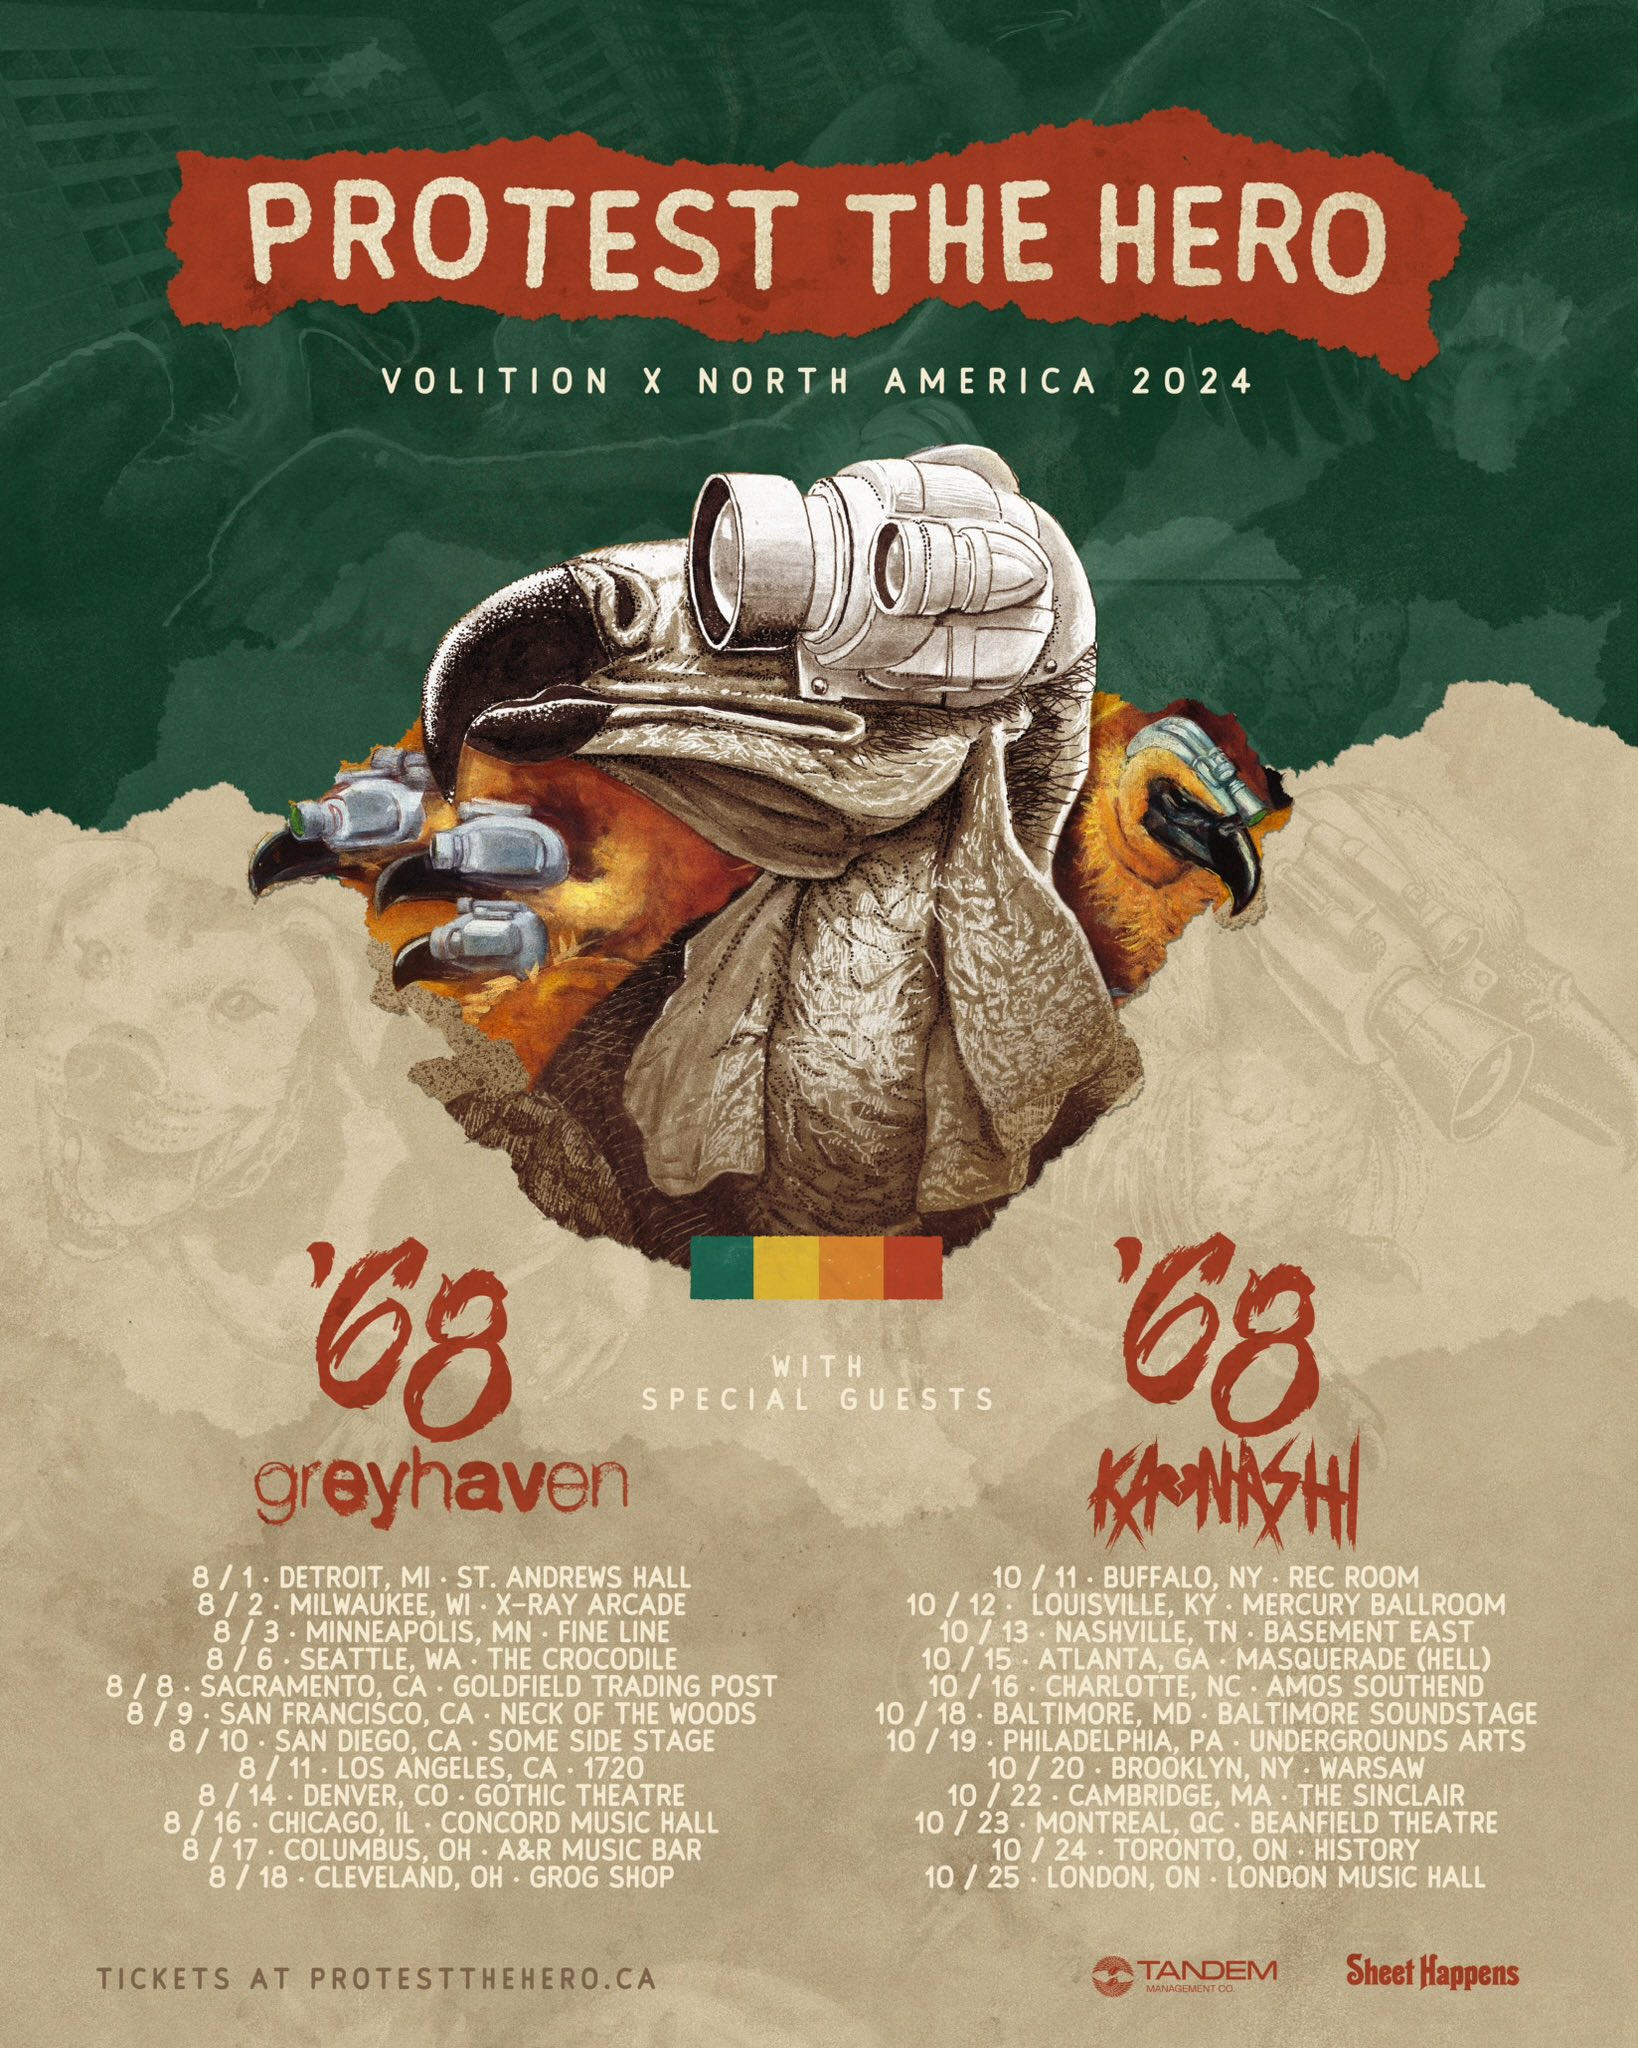 PROTEST THE HERO
VOLITION X NORTH AMERICA 2024
'68
greyhaven
WITH
SPECIAL GUESTS
'68
KAONASHI
8 / 1 · DETROIT, MI · ST. ANDREWS HALL
8 / 2 · MILWAUKEE, WI · X-RAY ARCADE
8 / 3 · MINNEAPOLIS, MN · FINE LINE
8 / 6 · SEATTLE, WA · THE CROCODILE
8 / 8 · SACRAMENTO, CA · GOLDFIELD TRADING POST
8 / 9 · SAN FRANCISCO, CA · NECK OF THE WOODS
8 / 10 · SAN DIEGO, CA · SOME SIDE STAGE
8 / 11 · LOS ANGELES, CA · 1720
8 / 14 · DENVER, CO · GOTHIC THEATRE
8 / 16 · CHICAGO, IL · CONCORD MUSIC HALL
8 / 17 · COLUMBUS, OH · A&R MUSIC BAR
8 / 18 · CLEVELAND, OH · GROG SHOP
10 / 11 · BUFFALO, NY · REC ROOM
10 / 12 · LOUISVILLE, KY · MERCURY BALLROOM
10 / 13 · NASHVILLE, TN · BASEMENT EAST
10 / 15 · ATLANTA, GA · MASQUERADE (HELL)
10 / 16 · CHARLOTTE, NC · AMOS SOUTHEND
10 / 18 · BALTIMORE, MD · BALTIMORE SOUNDSTAGE
10 / 19 · PHILADELPHIA, PA · UNDERGROUNDS ARTS
10 / 20 · BROOKLYN, NY · WARSAW
10 / 22 · CAMBRIDGE, MA · THE SINCLAIR
10 / 23 · MONTREAL, QC · BEANFIELD THEATRE
10 / 24 · TORONTO, ON · HISTORY
10 / 25 · LONDON, ON · LONDON MUSIC HALL
TICKETS AT PROTESTTHEHERO.CA
TANDEM
MANAGEMENT CO.
Sheet Happens